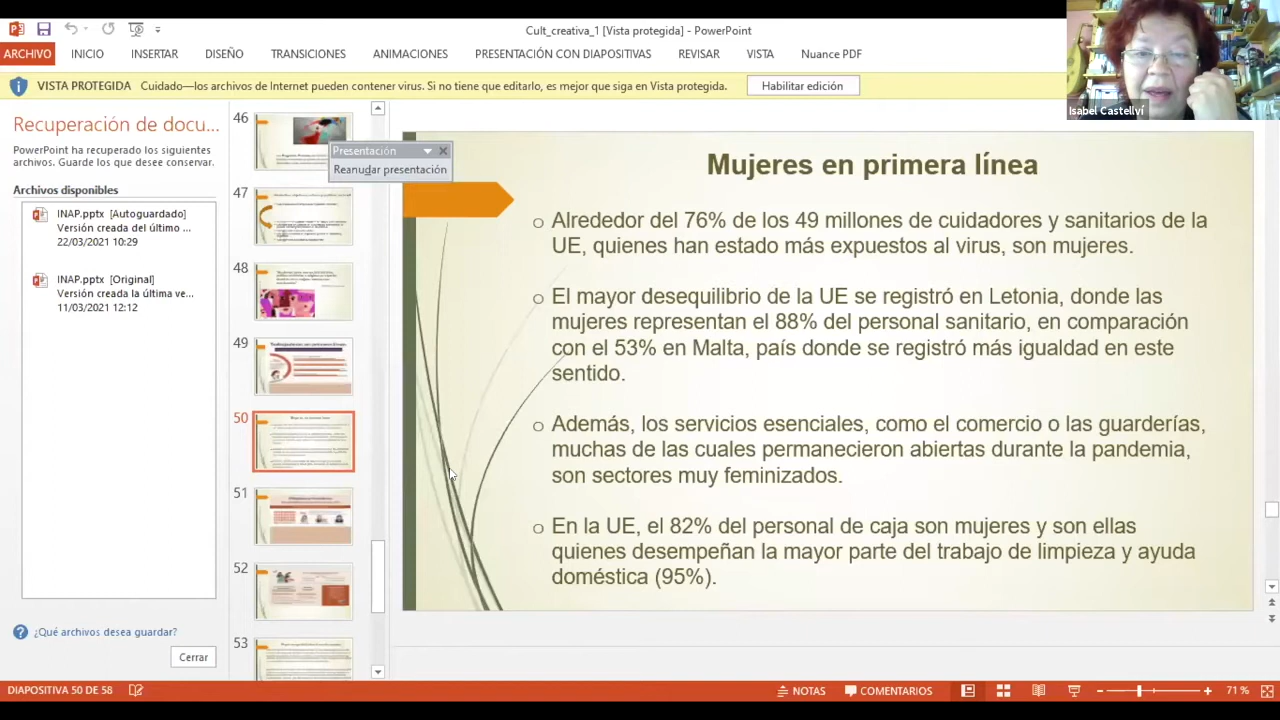 Cult_creativa_1 [Vista protegida] - PowerPoint
ARCHIVO INICIO INSERTAR DISEÑO TRANSICIONES ANIMACIONES PRESENTACIÓN CON DIAPOSITIVAS REVISAR VISTA Nuance PDF
VISTA PROTEGIDA Cuidado—los archivos de Internet pueden contener virus. Si no tiene que editarlo, es mejor que siga en Vista protegida. Habilitar edición
Isabel Castellví
Recuperación de docu...
PowerPoint ha recuperado los siguientes
archivos. Guarde los que desee conservar.
Archivos disponibles
INAP.pptx [Autoguardado]
Versión creada del último ...
22/03/2021 10:29
INAP.pptx [Original]
Versión creada la última ve...
11/03/2021 12:12
¿Qué archivos desea guardar?
Cerrar
46
47
48
49
50
51
52
53
Presentación
Reanudar presentación
Mujeres en primera línea
Alrededor del 76% de los 49 millones de cuidadores y sanitarios de la
UE, quienes han estado más expuestos al virus, son mujeres.
El mayor desequilibrio de la UE se registró en Letonia, donde las
mujeres representan el 88% del personal sanitario, en comparación
con el 53% en Malta, país donde se registró más igualdad en este
sentido.
Además, los servicios esenciales, como el comercio o las guarderías,
muchas de las cuales permanecieron abiertas durante la pandemia,
son sectores muy feminizados.
En la UE, el 82% del personal de caja son mujeres y son ellas
quienes desempeñan la mayor parte del trabajo de limpieza y ayuda
doméstica (95%).
DIAPOSITIVA 50 DE 58 NOTAS COMENTARIOS 71 %